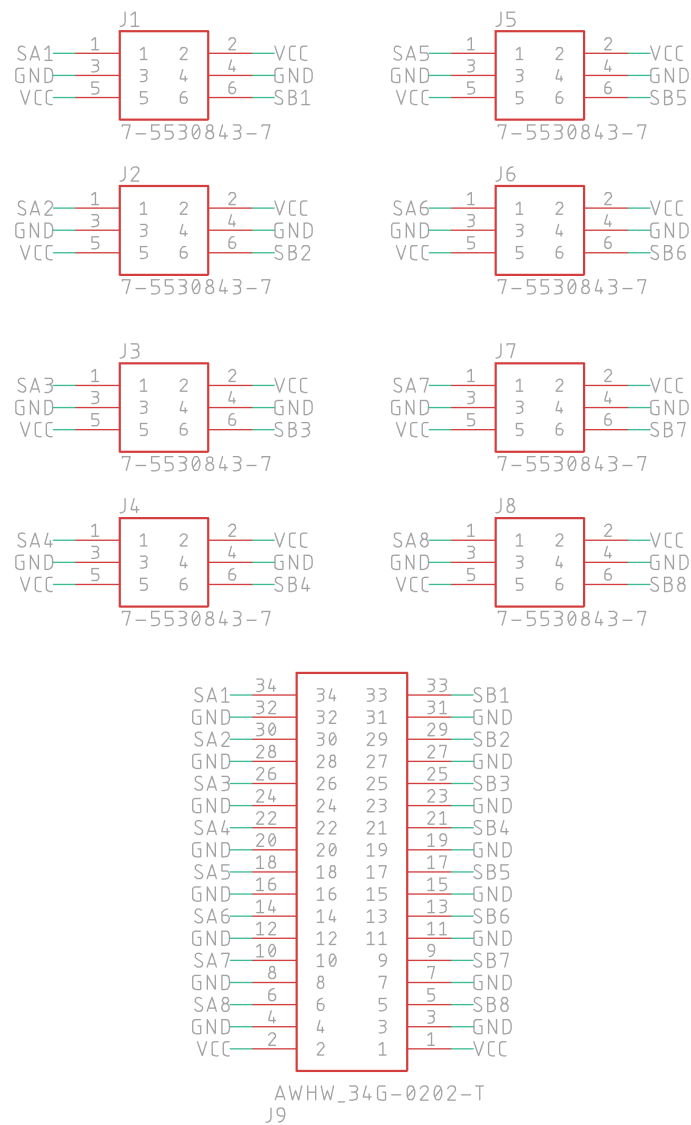 J1 J5
SA1 1 1 2 2 VCC SA5 1 1 2 2 VCC
GND 3 3 4 4 GND GND 3 3 4 4 GND
VCC 5 5 6 6 SB1 VCC 5 5 6 6 SB5
7-5530843-7 7-5530843-7
J2 J6
SA2 1 1 2 2 VCC SA6 1 1 2 2 VCC
GND 3 3 4 4 GND GND 3 3 4 4 GND
VCC 5 5 6 6 SB2 VCC 5 5 6 6 SB6
7-5530843-7 7-5530843-7
J3 J7
SA3 1 1 2 2 VCC SA7 1 1 2 2 VCC
GND 3 3 4 4 GND GND 3 3 4 4 GND
VCC 5 5 6 6 SB3 VCC 5 5 6 6 SB7
7-5530843-7 7-5530843-7
J4 J8
SA4 1 1 2 2 VCC SA8 1 1 2 2 VCC
GND 3 3 4 4 GND GND 3 3 4 4 GND
VCC 5 5 6 6 SB4 VCC 5 5 6 6 SB8
7-5530843-7 7-5530843-7
SA1 34 34 33 33 SB1
GND 32 32 31 31 GND
SA2 30 30 29 29 SB2
GND 28 28 27 27 GND
SA3 26 26 25 25 SB3
GND 24 24 23 23 GND
SA4 22 22 21 21 SB4
GND 20 20 19 19 GND
SA5 18 18 17 17 SB5
GND 16 16 15 15 GND
SA6 14 14 13 13 SB6
GND 12 12 11 11 GND
SA7 10 10 9 9 SB7
GND 8 8 7 7 GND
SA8 6 6 5 5 SB8
GND 4 4 3 3 GND
VCC 2 2 1 1 VCC
AWHW_34G-0202-T
J9